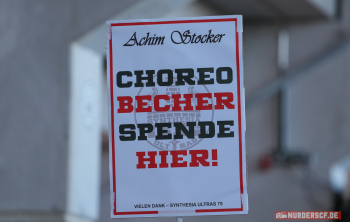 Achim Stocker
CHOREO
BECHER
SPENDE
HIER!
VIELEN DANK – SYNTHESIA ULTRAS 79
NURDERSCF.DE